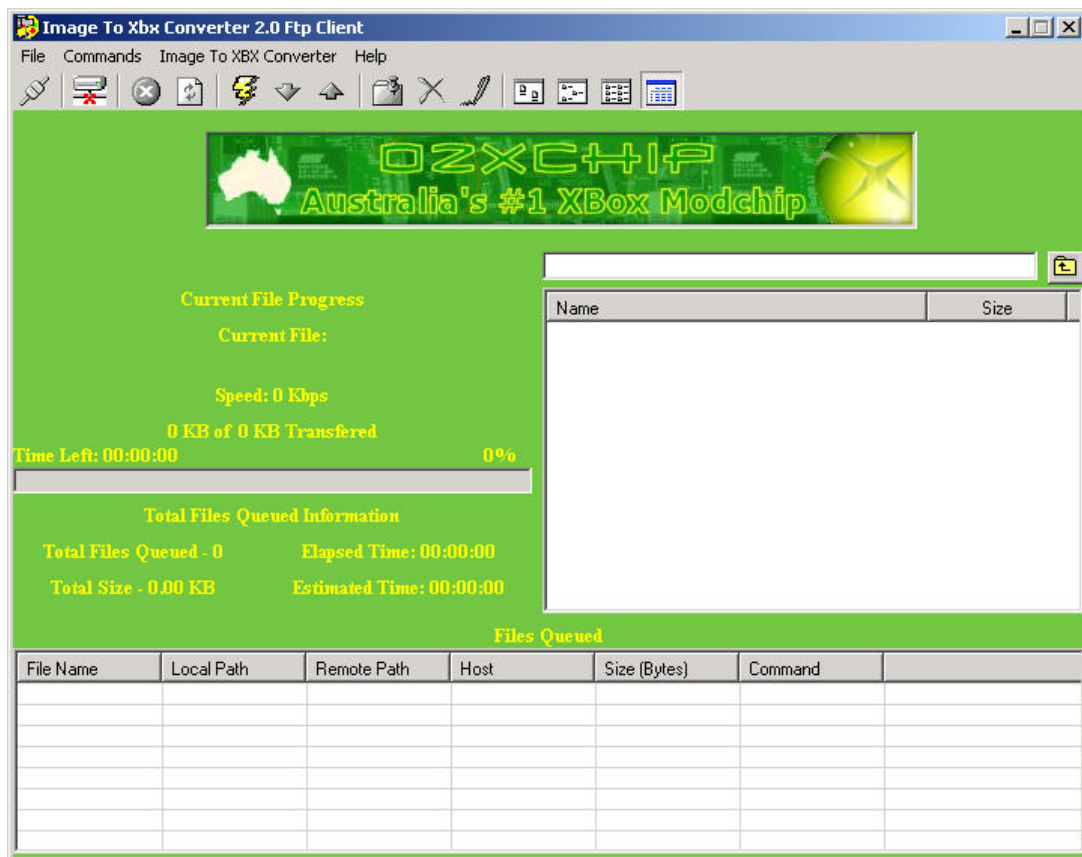 Image To Xbx Converter 2.0 Ftp Client
File Commands Image To XBX Converter Help
OZXCHIP
Australia's #1 XBox Modchip
Name Size
Current File Progress
Current File:
Speed: 0 Kbps
0 KB of 0 KB Transfered
Time Left: 00:00:00 0%
Total Files Queued Information
Total Files Queued - 0 Elapsed Time: 00:00:00
Total Size - 0.00 KB Estimated Time: 00:00:00
Files Queued
File Name Local Path Remote Path Host Size (Bytes) Command